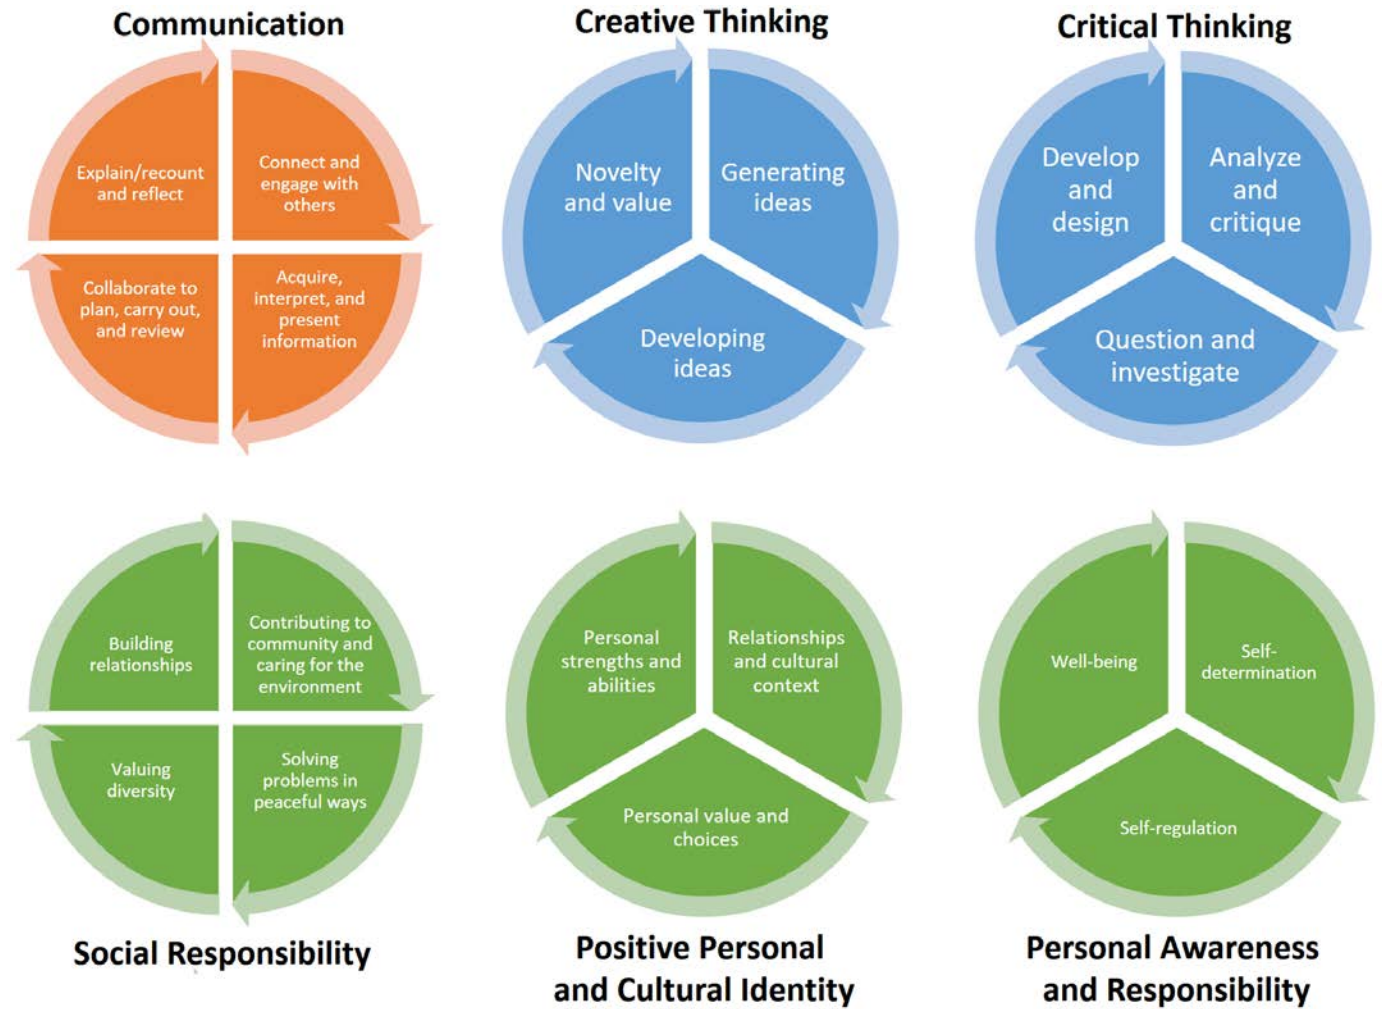 Communication
Explain/recount
and reflect
Connect and
engage with
others
Collaborate to
plan, carry out,
and review
Acquire,
interpret, and
present
information
Creative Thinking
Novelty
and value
Generating
ideas
Developing
ideas
Critical Thinking
Develop
and
design
Analyze
and
critique
Question and
investigate
Building
relationships
Contributing to
community and
caring for the
environment
Valuing
diversity
Solving
problems in
peaceful ways
Social Responsibility
Personal
strengths and
abilities
Relationships
and cultural
context
Personal value and
choices
Positive Personal
and Cultural Identity
Well-being
Self-
determination
Self-regulation
Personal Awareness
and Responsibility